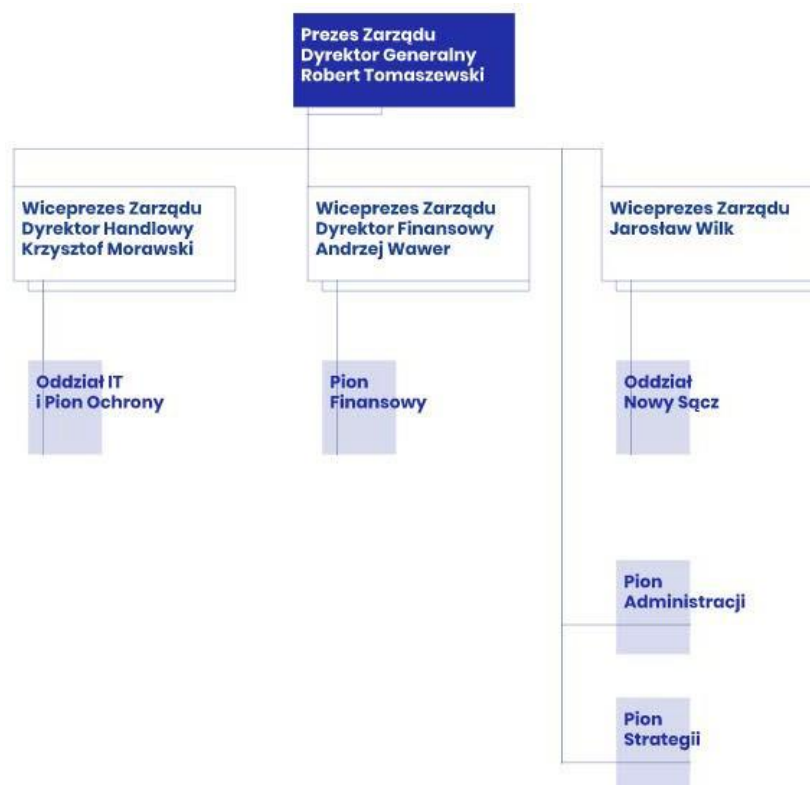 Prezes Zarządu
Dyrektor Generalny
Robert Tomaszewski
Wiceprezes Zarządu
Dyrektor Handlowy
Krzysztof Morawski
Wiceprezes Zarządu
Dyrektor Finansowy
Andrzej Wawer
Wiceprezes Zarządu
Jarosław Wilk
Oddział IT
i Pion Ochrony
Pion
Finansowy
Oddział
Nowy Sącz
Pion
Administracji
Pion
Strategii